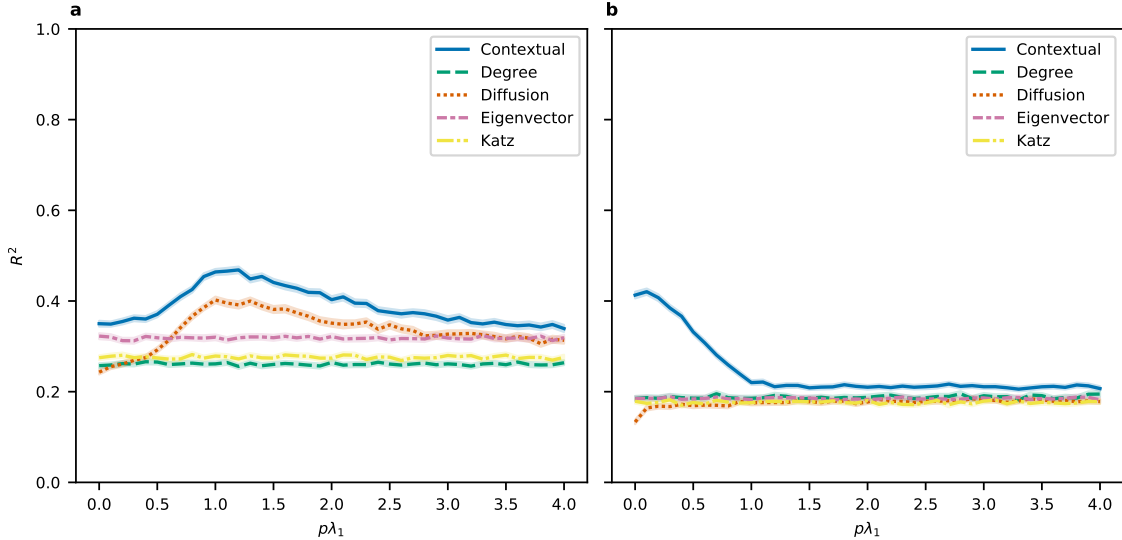 a
b
1.0
0.8
0.6
0.4
0.2
0.0
R²
Contextual
Degree
Diffusion
Eigenvector
Katz
0.0 0.5 1.0 1.5 2.0 2.5 3.0 3.5 4.0
pλ₁
Contextual
Degree
Diffusion
Eigenvector
Katz
0.0 0.5 1.0 1.5 2.0 2.5 3.0 3.5 4.0
pλ₁